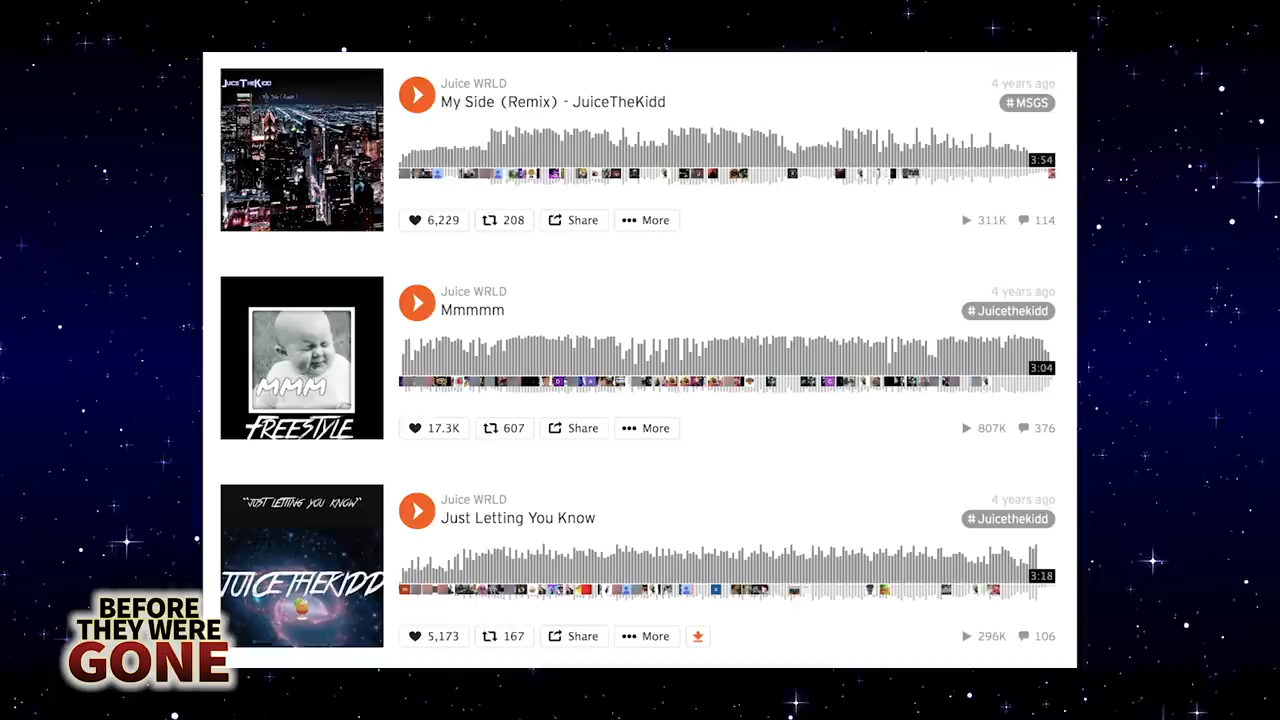 JUICETHEKIDD
Juice WRLD
4 years ago
My Side (Remix) - JuiceTheKidd
# MSGS
3:54
6,229
208
Share
More
311K
114
Juice WRLD
4 years ago
Mmmmm
# Juicethekidd
MMM
FREESTYLE
3:04
D
A
C
17.3K
607
Share
More
807K
376
"JUST LETTING YOU KNOW"
JUICE THEKIDD
Juice WRLD
4 years ago
Just Letting You Know
# Juicethekidd
3:18
5,173
167
Share
More
296K
106
BEFORE
THEY WERE
GONE